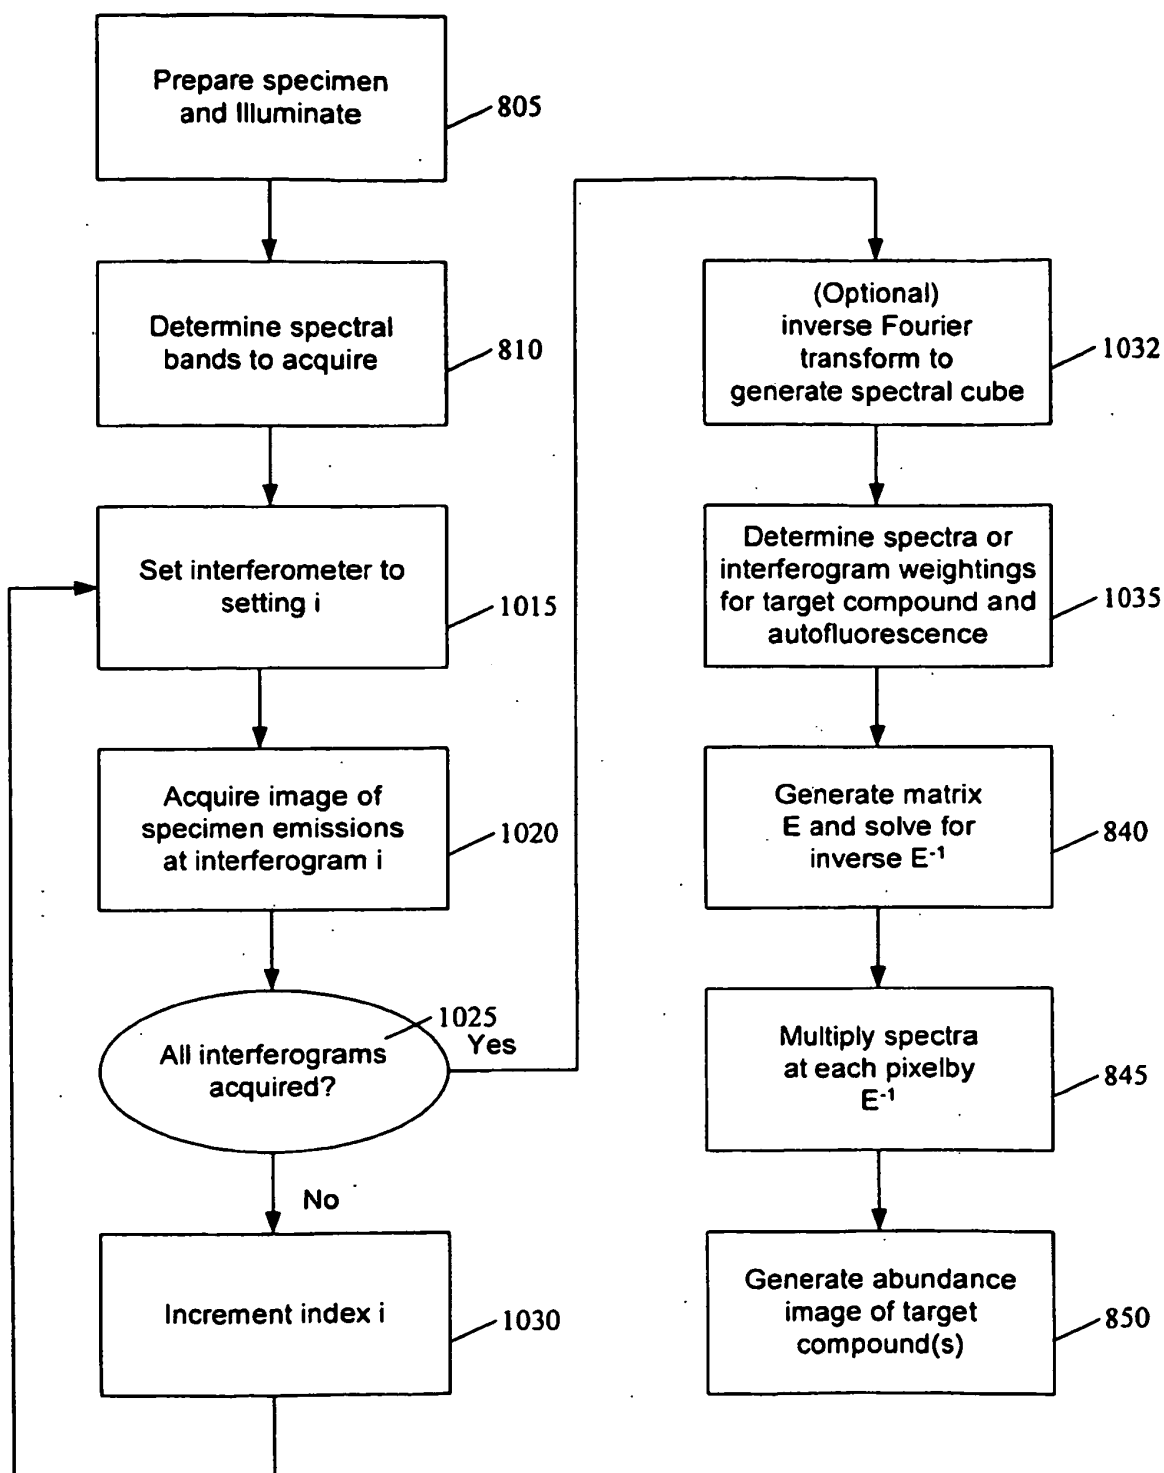 Prepare specimen
and Illuminate
805
Determine spectral
bands to acquire
810
Set interferometer to
setting i
1015
Acquire image of
specimen emissions
at interferogram i
1020
All interferograms
acquired?
1025
Yes
No
Increment index i
1030
(Optional)
inverse Fourier
transform to
generate spectral cube
1032
Determine spectra or
interferogram weightings
for target compound and
autofluorescence
1035
Generate matrix
E and solve for
inverse E⁻¹
840
Multiply spectra
at each pixelby
E⁻¹
845
Generate abundance
image of target
compound(s)
850